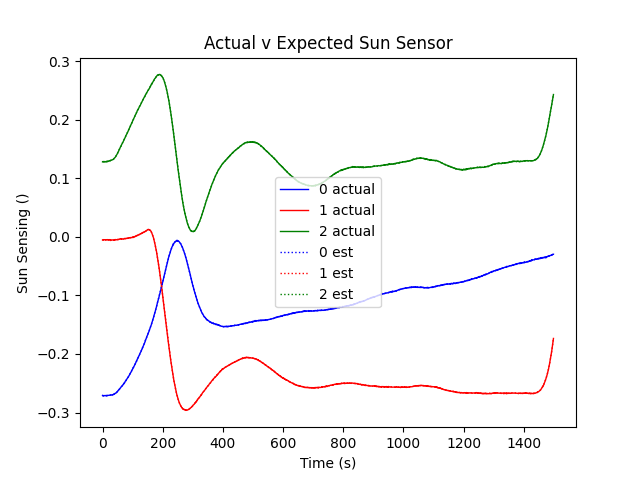 Actual v Expected Sun Sensor
0.3
0.2
0.1
0.0
−0.1
−0.2
−0.3
Sun Sensing ()
0 actual
1 actual
2 actual
0 est
1 est
2 est
0 200 400 600 800 1000 1200 1400
Time (s)